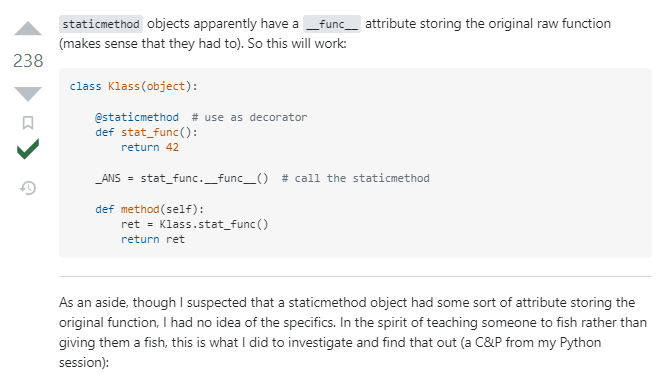 staticmethod objects apparently have a __func__ attribute storing the original raw function
(makes sense that they had to). So this will work:
238
class Klass(object):
    @staticmethod  # use as decorator
    def stat_func():
        return 42
    _ANS = stat_func.__func__()  # call the staticmethod
    def method(self):
        ret = Klass.stat_func()
        return ret
As an aside, though I suspected that a staticmethod object had some sort of attribute storing the
original function, I had no idea of the specifics. In the spirit of teaching someone to fish rather than
giving them a fish, this is what I did to investigate and find that out (a C&P from my Python
session):